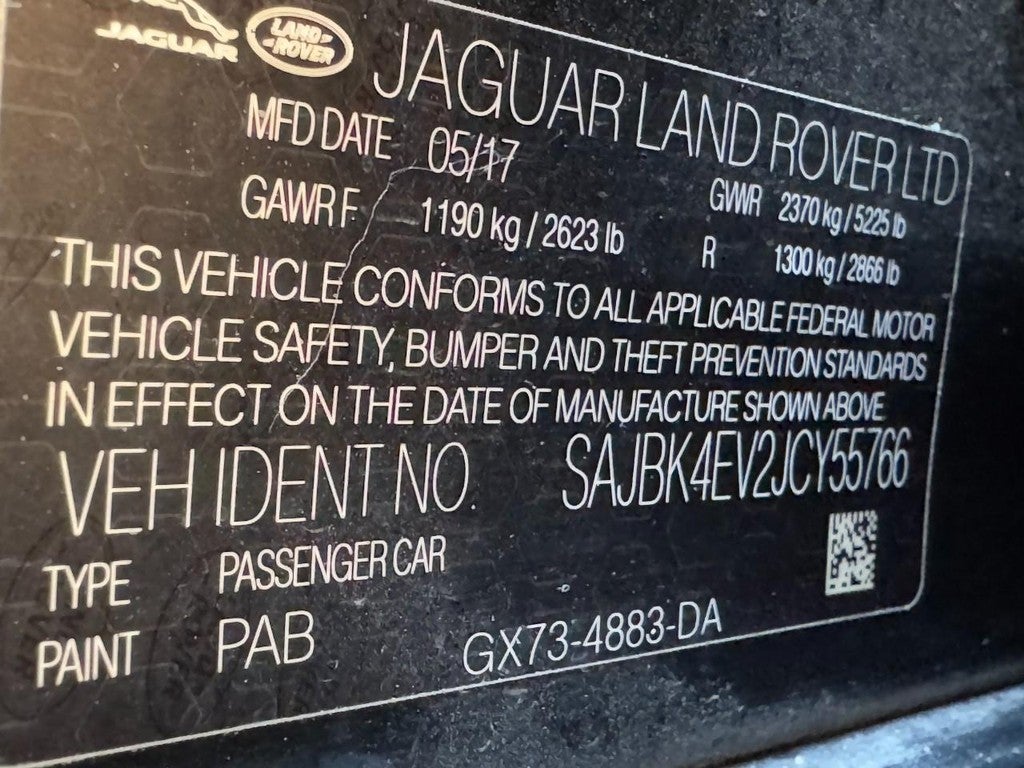 JAGUAR
LAND ROVER
JAGUAR LAND ROVER LTD
MFD DATE 05/17
GVWR 2370 kg / 5225 lb
GAWR F 1190 kg / 2623 lb R 1300 kg / 2866 lb
THIS VEHICLE CONFORMS TO ALL APPLICABLE FEDERAL MOTOR
VEHICLE SAFETY, BUMPER AND THEFT PREVENTION STANDARDS
IN EFFECT ON THE DATE OF MANUFACTURE SHOWN ABOVE
VEH IDENT NO. SAJBK4EV2JCY55766
TYPE PASSENGER CAR
PAINT PAB GX73-4883-DA